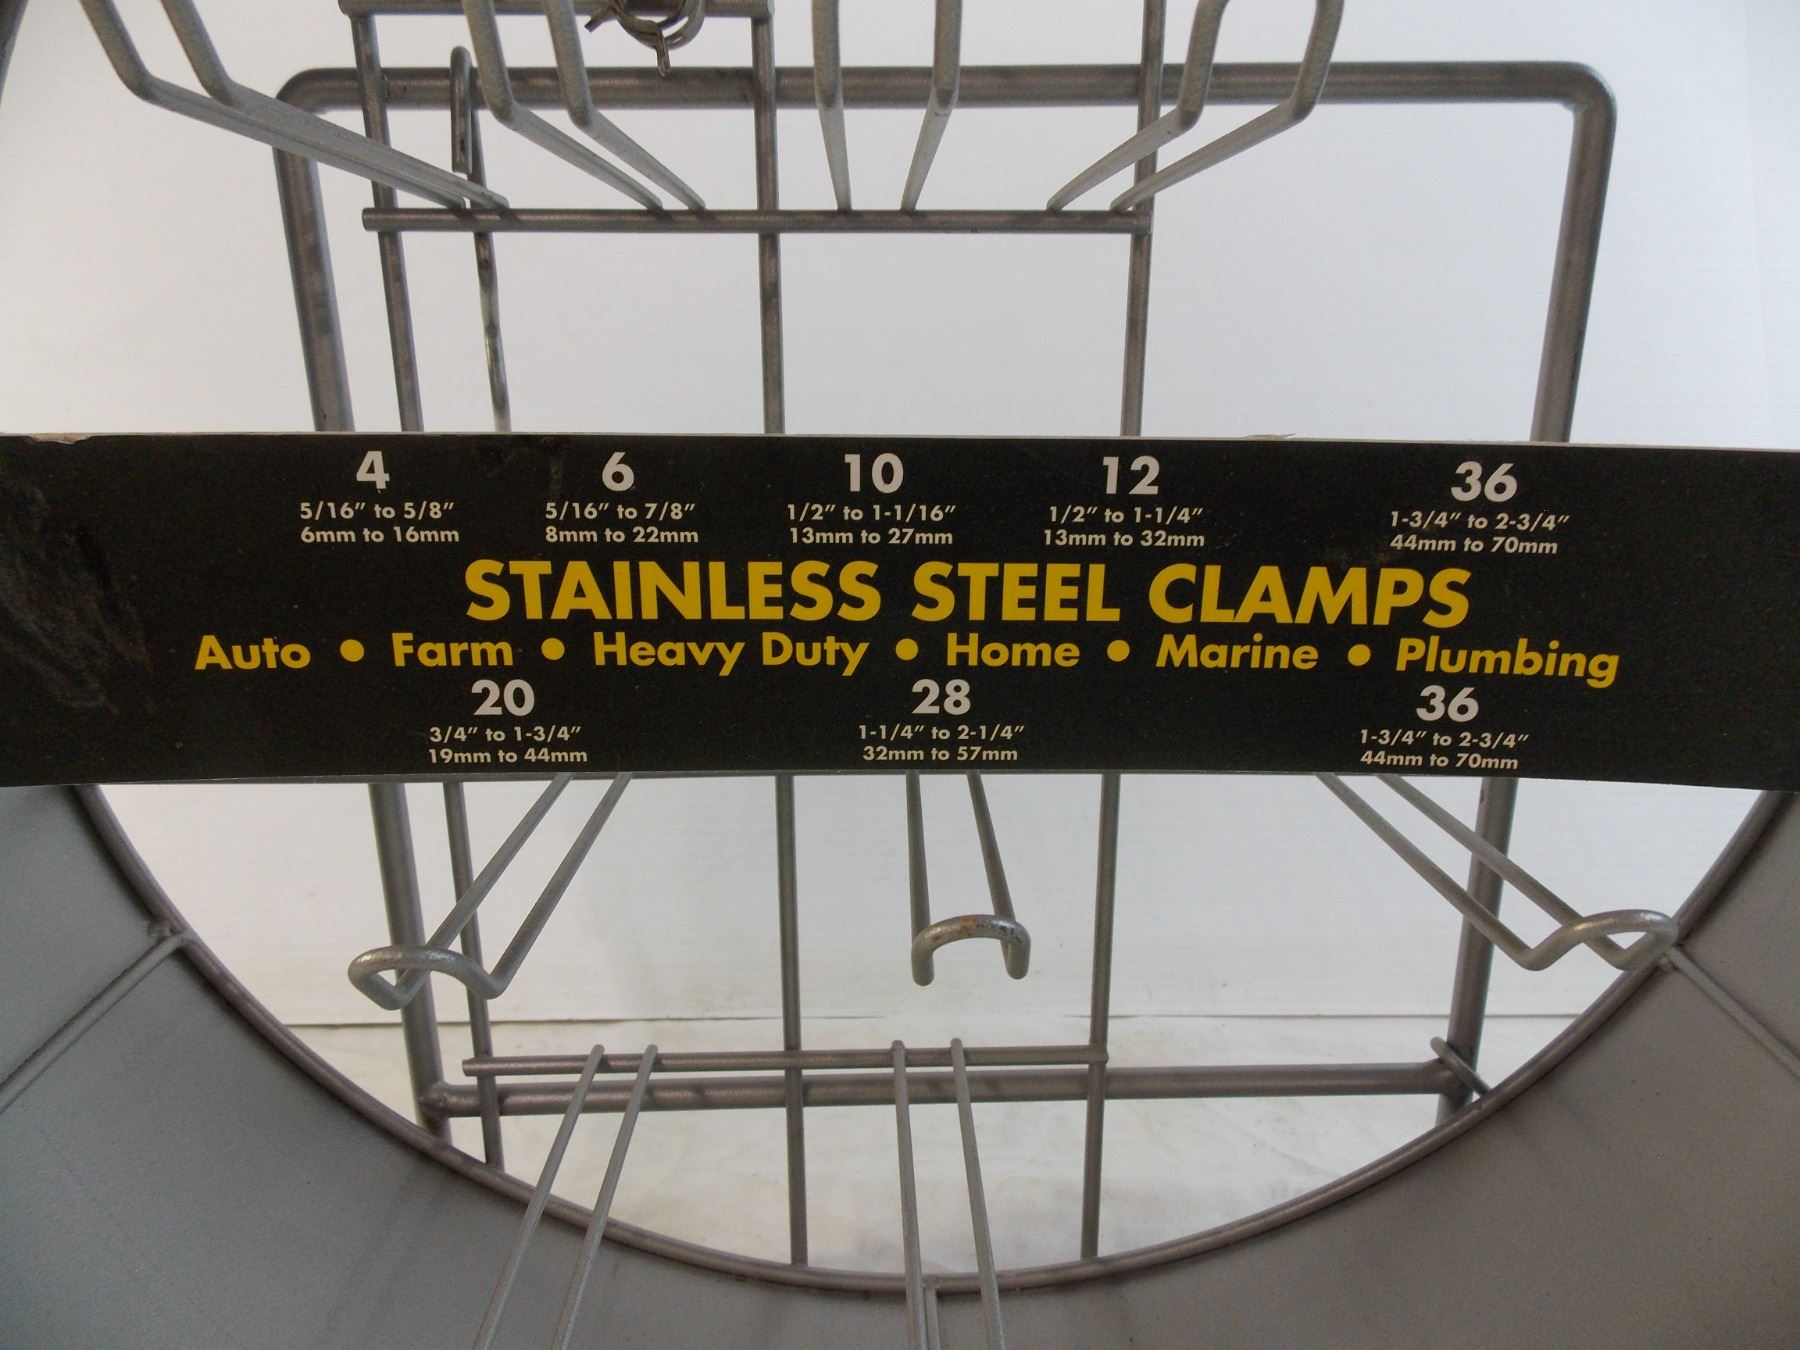 4 6 10 12 36
5/16" to 5/8" 5/16" to 7/8" 1/2" to 1-1/16" 1/2" to 1-1/4" 1-3/4" to 2-3/4"
6mm to 16mm 8mm to 22mm 13mm to 27mm 13mm to 32mm 44mm to 70mm
STAINLESS STEEL CLAMPS
Auto • Farm • Heavy Duty • Home • Marine • Plumbing
20 28 36
3/4" to 1-3/4" 1-1/4" to 2-1/4" 1-3/4" to 2-3/4"
19mm to 44mm 32mm to 57mm 44mm to 70mm